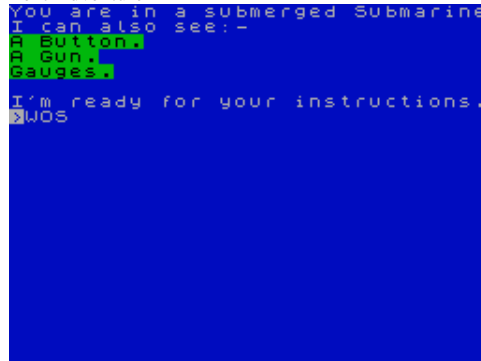 You are in a submerged Submarine
I can also see:-
A Button.
A Gun.
Gauges.
I'm ready for your instructions.
>WOS